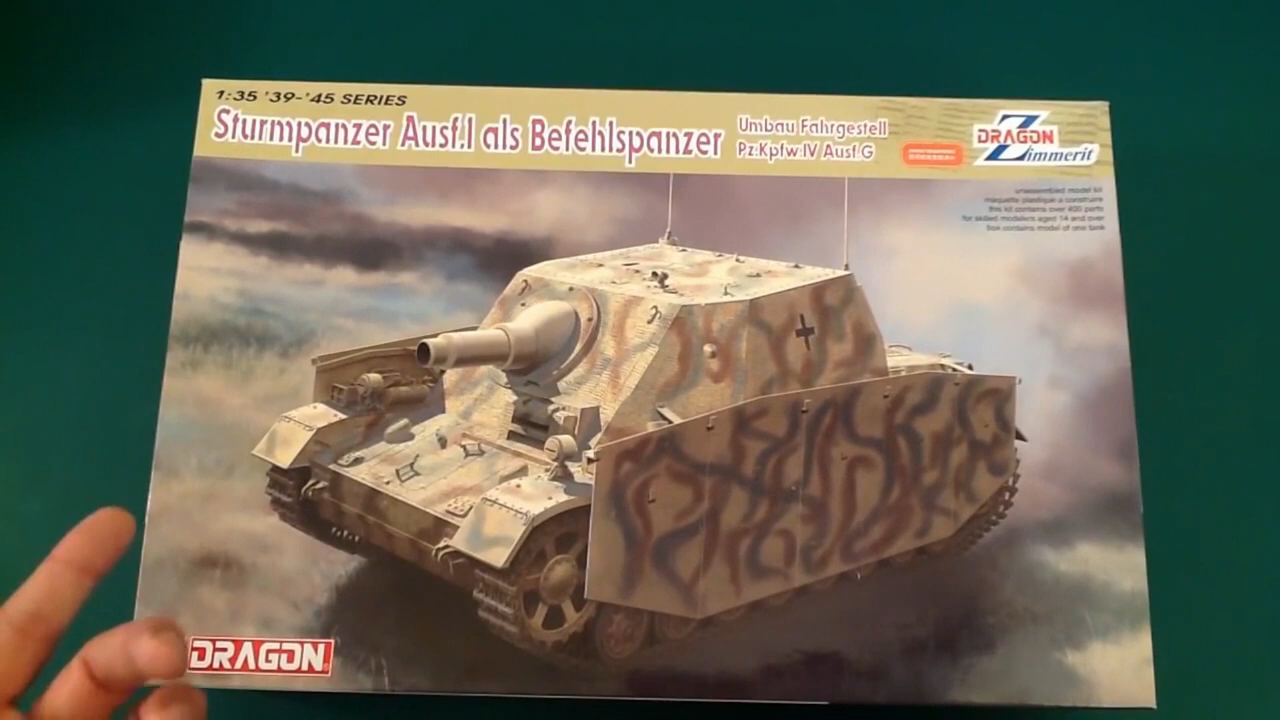 1:35 '39-'45 SERIES
Sturmpanzer Ausf.I als Befehlspanzer
Umbau Fahrgestell
Pz.Kpfw.IV Ausf.G
DRAGON
Zimmerit
unassembled model kit
maquette plastique a construire
this kit contains over 400 parts
for skilled modelers aged 14 and over
box contains model of one tank
DRAGON